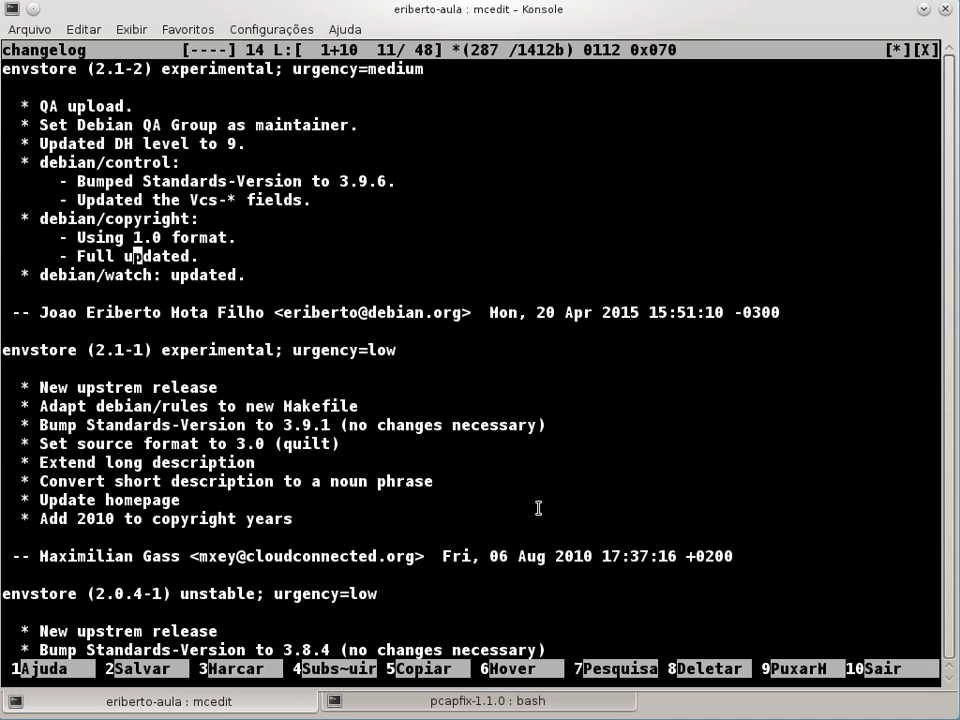 eriberto-aula : mcedit – Konsole
Arquivo Editar Exibir Favoritos Configurações Ajuda
changelog [----] 14 L:[ 1+10 11/ 48] *(287 /1412b) 0112 0x070 [*][X]
envstore (2.1-2) experimental; urgency=medium
* QA upload.
* Set Debian QA Group as maintainer.
* Updated DH level to 9.
* debian/control:
- Bumped Standards-Version to 3.9.6.
- Updated the Vcs-* fields.
* debian/copyright:
- Using 1.0 format.
- Full updated.
* debian/watch: updated.
-- Joao Eriberto Mota Filho <eriberto@debian.org> Mon, 20 Apr 2015 15:51:10 -0300
envstore (2.1-1) experimental; urgency=low
* New upstrem release
* Adapt debian/rules to new Makefile
* Bump Standards-Version to 3.9.1 (no changes necessary)
* Set source format to 3.0 (quilt)
* Extend long description
* Convert short description to a noun phrase
* Update homepage
* Add 2010 to copyright years
-- Maximilian Gass <mxey@cloudconnected.org> Fri, 06 Aug 2010 17:37:16 +0200
envstore (2.0.4-1) unstable; urgency=low
* New upstrem release
* Bump Standards-Version to 3.8.4 (no changes necessary)
1Ajuda 2Salvar 3Marcar 4Subs~uir 5Copiar 6Mover 7Pesquisa 8Deletar 9PuxarM 10Sair
eriberto-aula : mcedit pcapfix-1.1.0 : bash